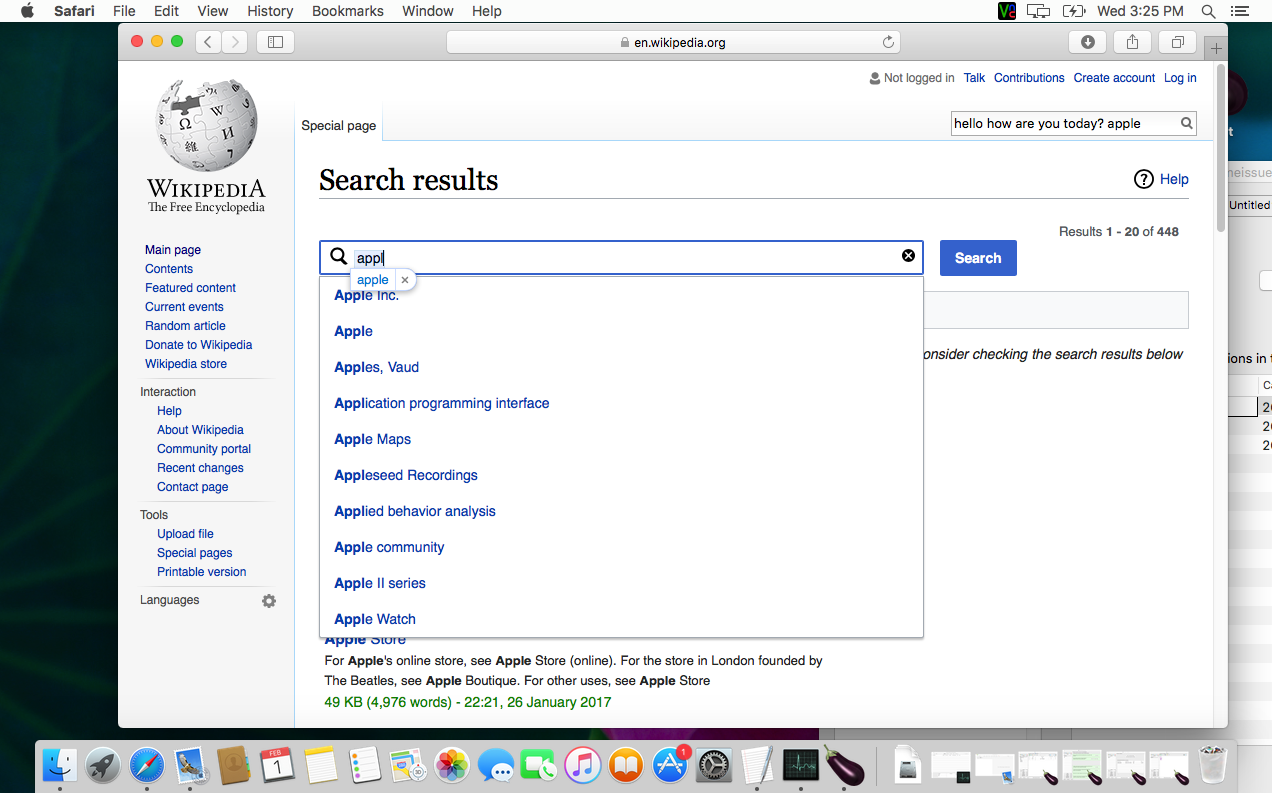 Safari File Edit View History Bookmarks Window Help Wed 3:25 PM
en.wikipedia.org
Not logged in Talk Contributions Create account Log in
Special page
hello how are you today? apple
WIKIPEDIA
The Free Encyclopedia
Search results
Help
Results 1 - 20 of 448
appl
Search
apple ×
Apple Inc.
Apple
Apples, Vaud
Application programming interface
Apple Maps
Appleseed Recordings
Applied behavior analysis
Apple community
Apple II series
Apple Watch
onsider checking the search results below
Apple Store
For Apple's online store, see Apple Store (online). For the store in London founded by
The Beatles, see Apple Boutique. For other uses, see Apple Store
49 KB (4,976 words) - 22:21, 26 January 2017
Main page
Contents
Featured content
Current events
Random article
Donate to Wikipedia
Wikipedia store
Interaction
Help
About Wikipedia
Community portal
Recent changes
Contact page
Tools
Upload file
Special pages
Printable version
Languages
neissue
Untitled
ions in t
FEB
1
1